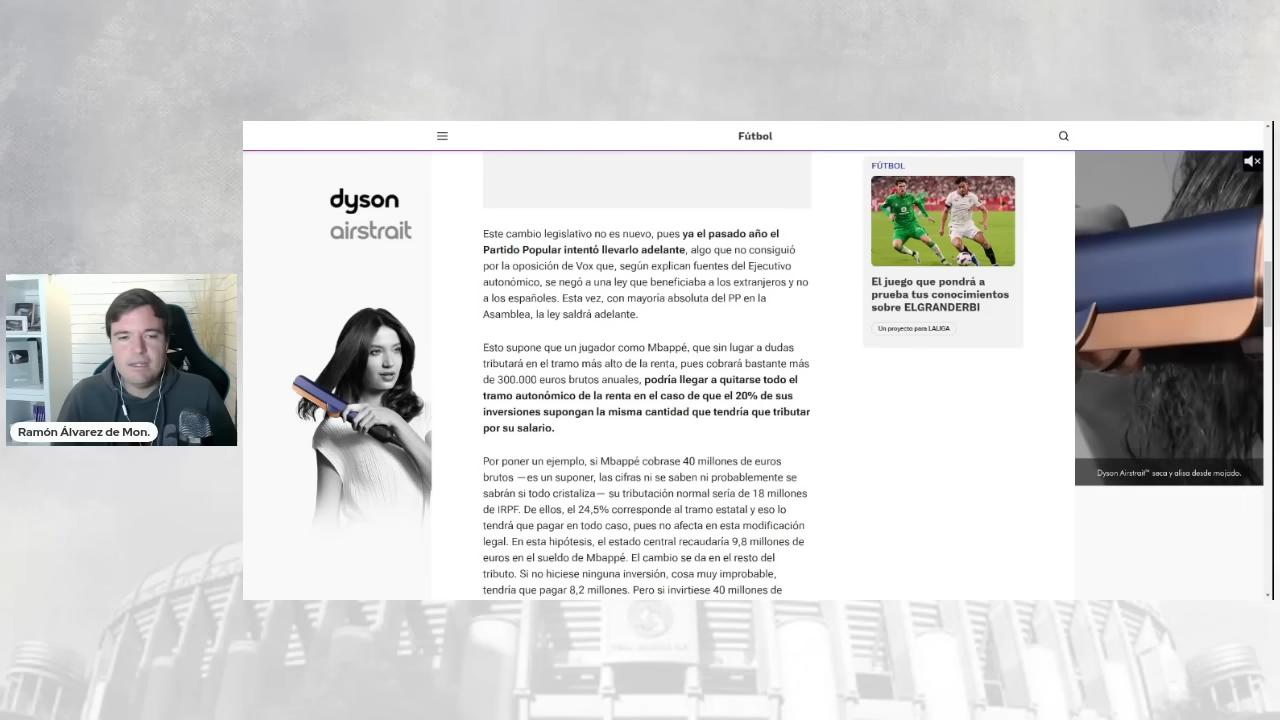 Fútbol
dyson
airstrait
Este cambio legislativo no es nuevo, pues ya el pasado año el
Partido Popular intentó llevarlo adelante, algo que no consiguió
por la oposición de Vox que, según explican fuentes del Ejecutivo
autonómico, se negó a una ley que beneficiaba a los extranjeros y no
a los españoles. Esta vez, con mayoría absoluta del PP en la
Asamblea, la ley saldrá adelante.
Esto supone que un jugador como Mbappé, que sin lugar a dudas
tributará en el tramo más alto de la renta, pues cobrará bastante más
de 300.000 euros brutos anuales, podría llegar a quitarse todo el
tramo autonómico de la renta en el caso de que el 20% de sus
inversiones supongan la misma cantidad que tendría que tributar
por su salario.
Por poner un ejemplo, si Mbappé cobrase 40 millones de euros
brutos —es un suponer, las cifras ni se saben ni probablemente se
sabrán si todo cristaliza— su tributación normal sería de 18 millones
de IRPF. De ellos, el 24,5% corresponde al tramo estatal y eso lo
tendrá que pagar en todo caso, pues no afecta en esta modificación
legal. En esta hipótesis, el estado central recaudaría 9,8 millones de
euros en el sueldo de Mbappé. El cambio se da en el resto del
tributo. Si no hiciese ninguna inversión, cosa muy improbable,
tendría que pagar 8,2 millones. Pero si invirtiese 40 millones de
FÚTBOL
El juego que pondrá a
prueba tus conocimientos
sobre ELGRANDERBI
Un proyecto para LALIGA
Dyson Airstrait™ seca y alisa desde mojado.
Ramón Álvarez de Mon.